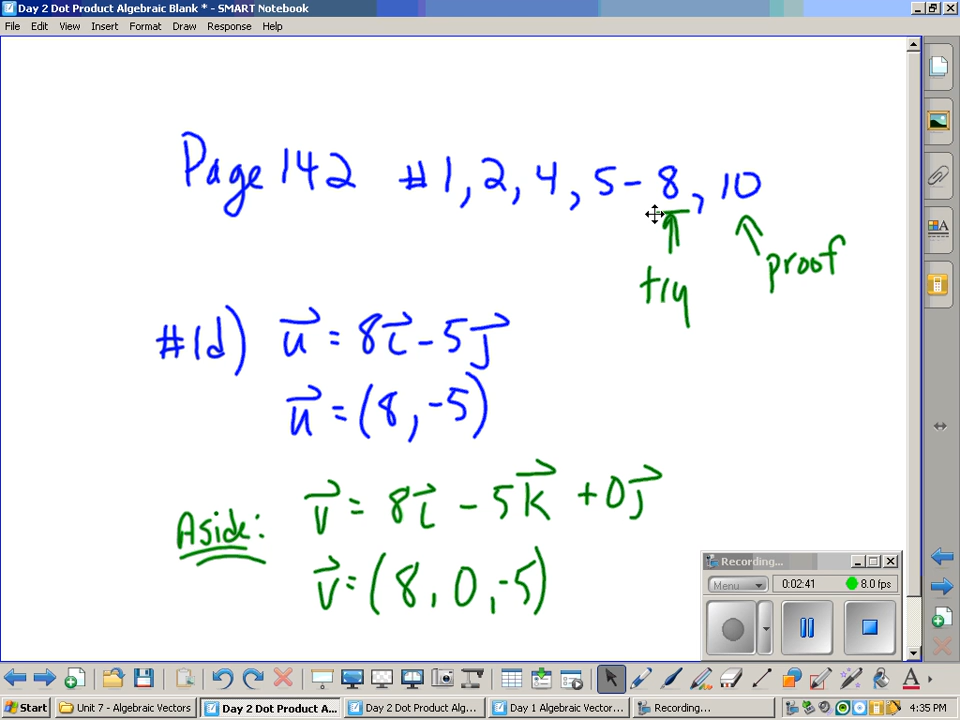 Day 2 Dot Product Algebraic Blank * - SMART Notebook
File Edit View Insert Format Draw Response Help
Page 142 # 1, 2, 4, 5 - 8, 10
try
proof
#1d) u⃗ = 8i⃗ - 5j⃗
u⃗ = (8, -5)
Aside: v⃗ = 8i⃗ - 5k⃗ + 0j⃗
v⃗ = (8, 0, -5)
Recording...
Menu 0:02:41 8.0 fps
A
Start Unit 7 - Algebraic Vectors Day 2 Dot Product A... Day 2 Dot Product Alg... Day 1 Algebraic Vector... Recording... 4:35 PM